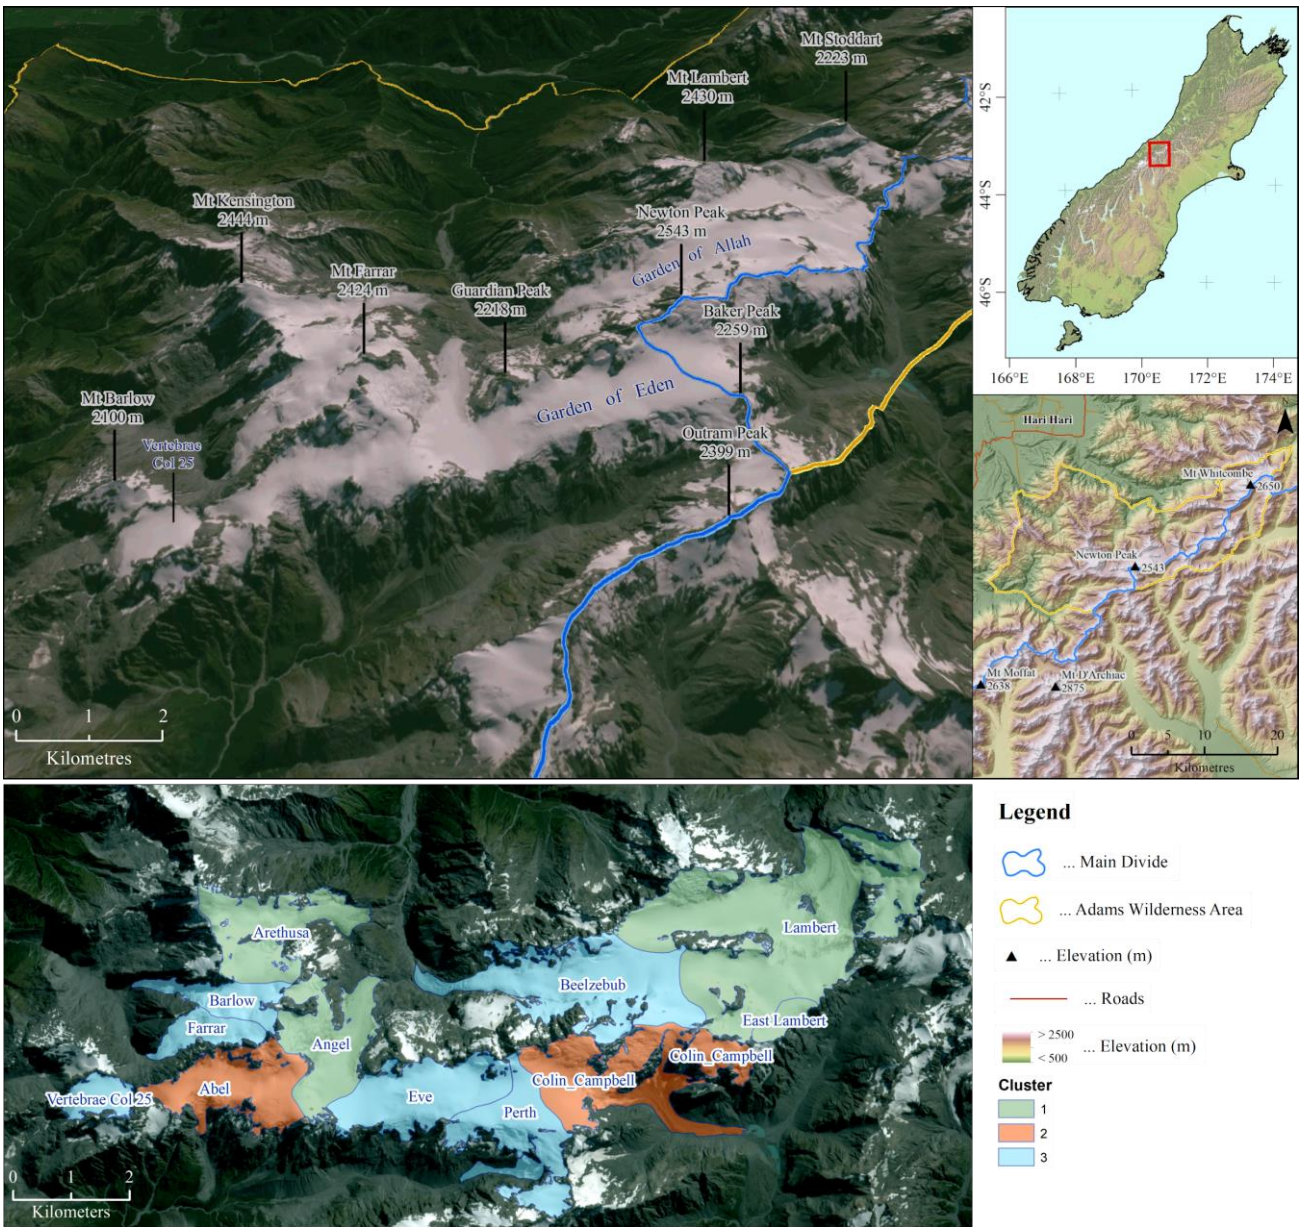 Mt Stoddart
2223 m
Mt Lambert
2430 m
Mt Kensington
2444 m
Newton Peak
2543 m
Garden of Allah
Mt Farrar
2424 m
Guardian Peak
2218 m
Baker Peak
2259 m
Garden of Eden
Mt Barlow
2100 m
Vertebrae
Col 25
Outram Peak
2399 m
0 1 2
Kilometres
42°S
44°S
46°S
166°E 168°E 170°E 172°E 174°E
Hari Hari
Mt Whitcombe
2650
Newton Peak
2543
Mt Moffat
2638
Mt D'Archiac
2875
0 5 10 20
Kilometres
Arethusa
Lambert
Barlow
Beelzebub
Farrar
East Lambert
Angel
Colin_Campbell
Abel
Colin_Campbell
Vertebrae Col 25
Eve
Perth
0 1 2
Kilometers
Legend
... Main Divide
... Adams Wilderness Area
... Elevation (m)
... Roads
> 2500
< 500
... Elevation (m)
Cluster
1
2
3